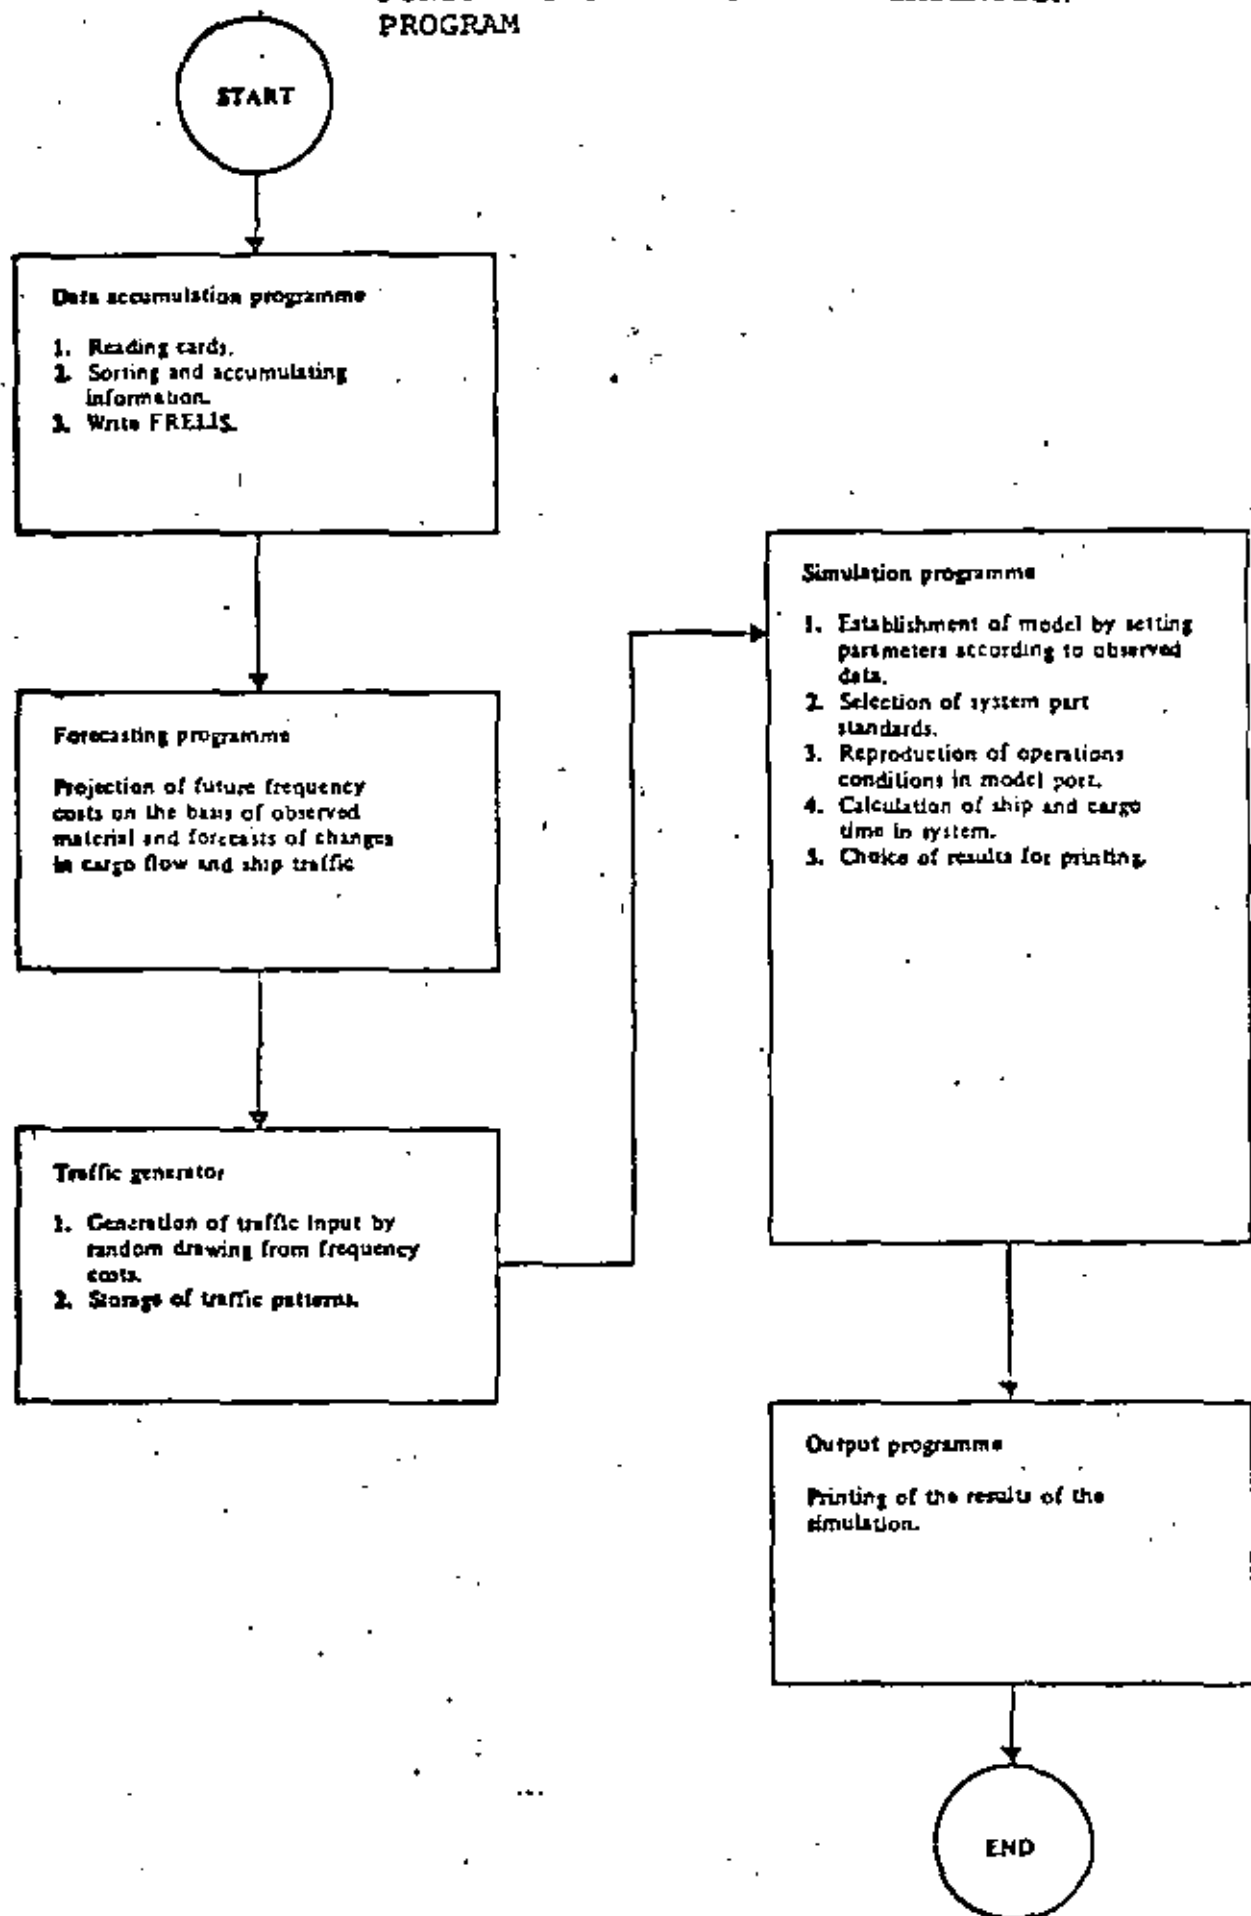 PROGRAM
START
Data accumulation programme
1. Reading cards.
2. Sorting and accumulating
information.
3. Write FRELIS.
Forecasting programme
Projection of future frequency
costs on the basis of observed
material and forecasts of changes
in cargo flow and ship traffic
Traffic generator
1. Generation of traffic input by
random drawing from frequency
costs.
2. Storage of traffic patterns.
Simulation programme
1. Establishment of model by setting
partmeters according to observed
data.
2. Selection of system part
standards.
3. Reproduction of operations
conditions in model port.
4. Calculation of ship and cargo
time in system.
5. Choice of results for printing.
Output programme
Printing of the results of the
simulation.
END